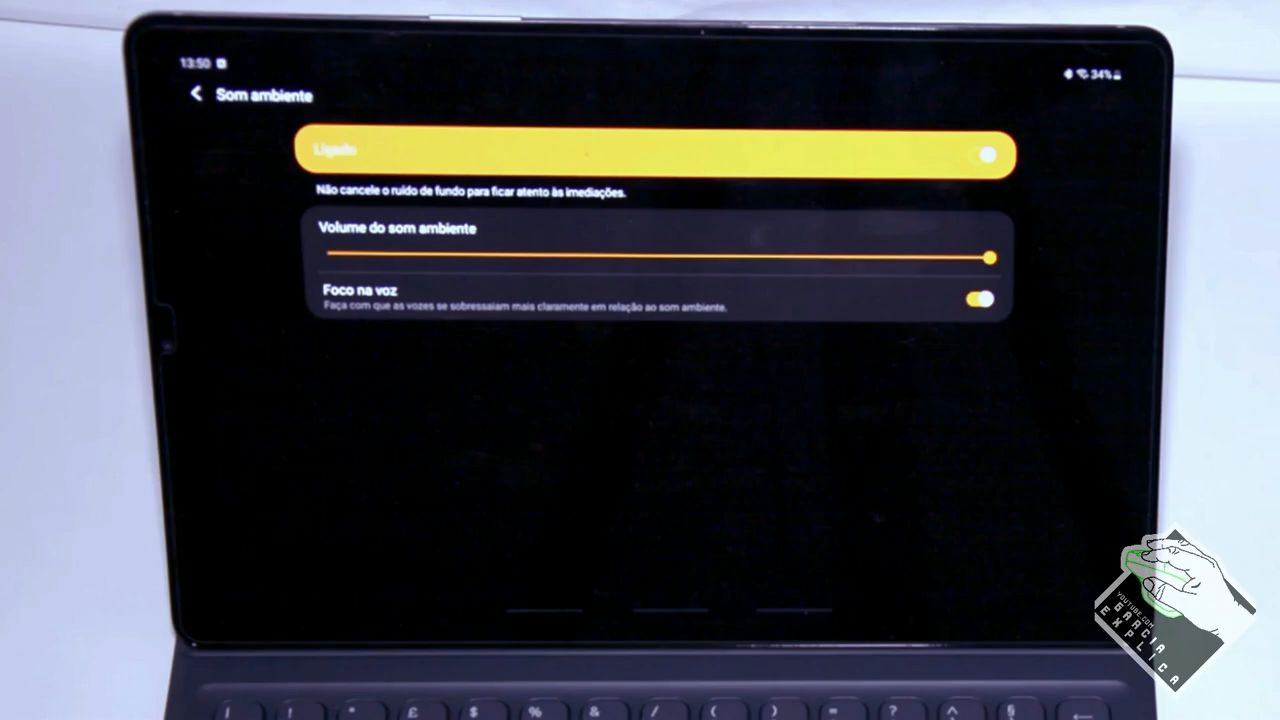 13:50
34%
Som ambiente
Ligado
Não cancele o ruído de fundo para ficar atento às imediações.
Volume do som ambiente
Foco na voz
Faça com que as vozes se sobressaiam mais claramente em relação ao som ambiente.
YOUTUBE.COM
GARCIA
EXPLICA
! * £ $ % & / ( ) = ? ^ §